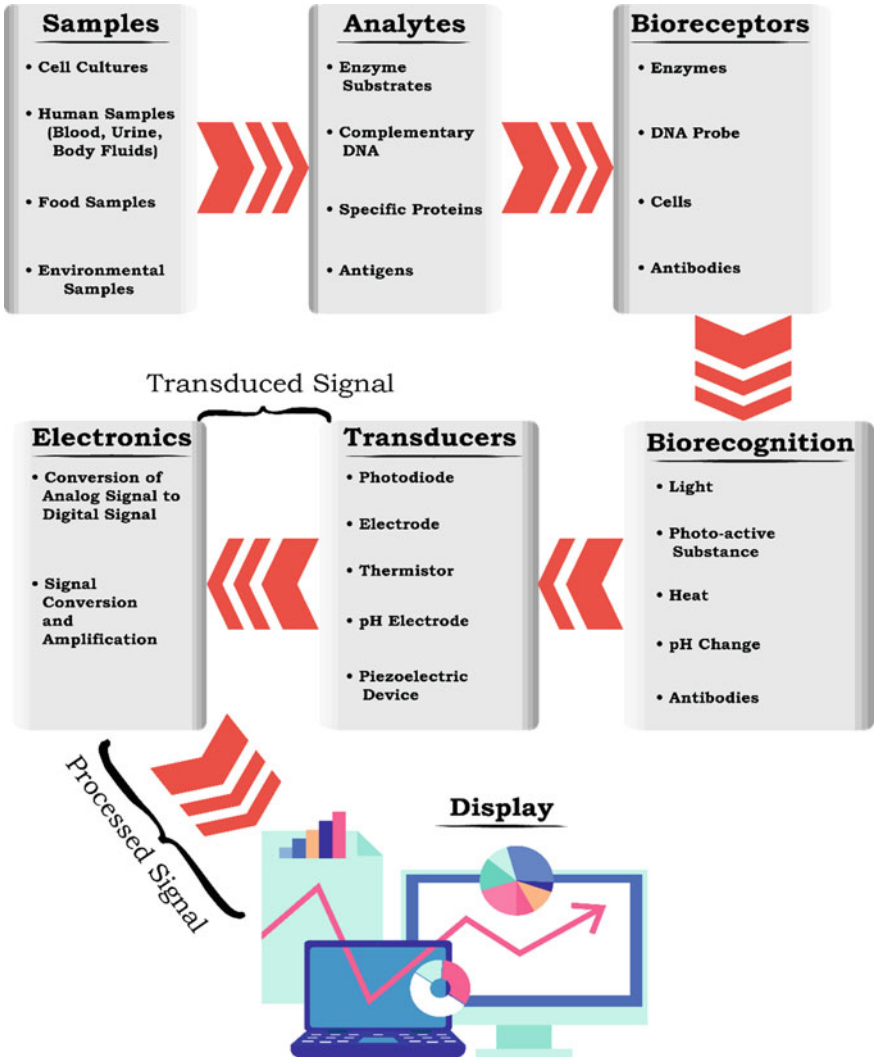 Samples
• Cell Cultures
• Human Samples
(Blood, Urine,
Body Fluids)
• Food Samples
• Environmental
Samples
Analytes
• Enzyme
Substrates
• Complementary
DNA
• Specific Proteins
• Antigens
Bioreceptors
• Enzymes
• DNA Probe
• Cells
• Antibodies
Biorecognition
• Light
• Photo-active
Substance
• Heat
• pH Change
• Antibodies
Transducers
• Photodiode
• Electrode
• Thermistor
• pH Electrode
• Piezoelectric
Device
Transduced Signal
Electronics
• Conversion of
Analog Signal to
Digital Signal
• Signal
Conversion
and
Amplification
Processed Signal
Display